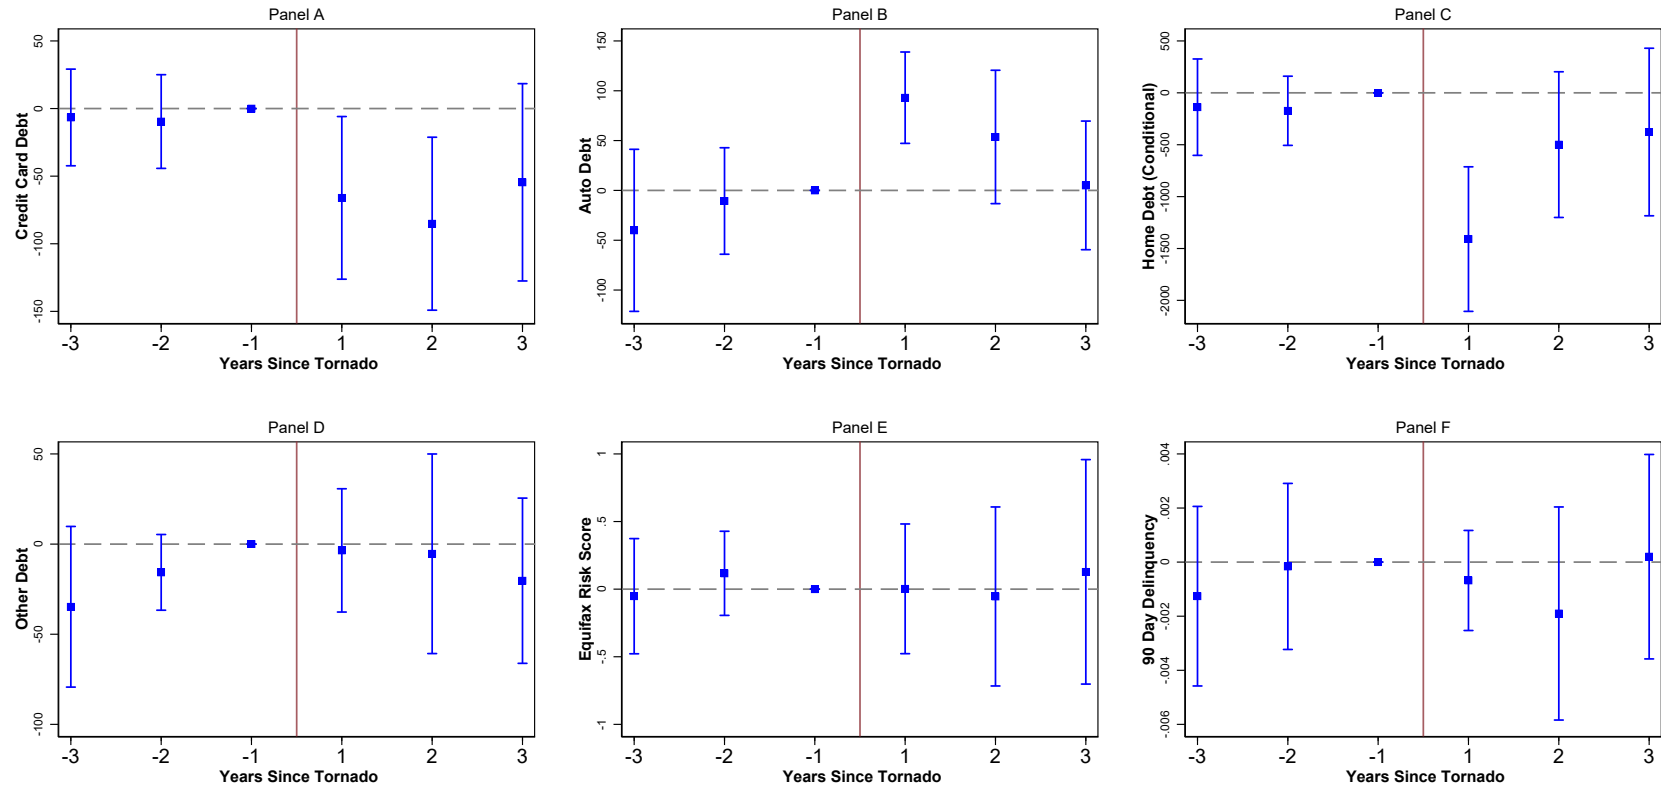 Panel A
Credit Card Debt
50
0
-50
-100
-150
-3 -2 -1 1 2 3
Years Since Tornado
Panel B
Auto Debt
150
100
50
0
-50
-100
-3 -2 -1 1 2 3
Years Since Tornado
Panel C
Home Debt (Conditional)
500
0
-500
-1000
-1500
-2000
-3 -2 -1 1 2 3
Years Since Tornado
Panel D
Other Debt
50
0
-50
-100
-3 -2 -1 1 2 3
Years Since Tornado
Panel E
Equifax Risk Score
1
.5
0
-.5
-1
-3 -2 -1 1 2 3
Years Since Tornado
Panel F
90 Day Delinquency
.004
.002
0
-.002
-.004
-.006
-3 -2 -1 1 2 3
Years Since Tornado